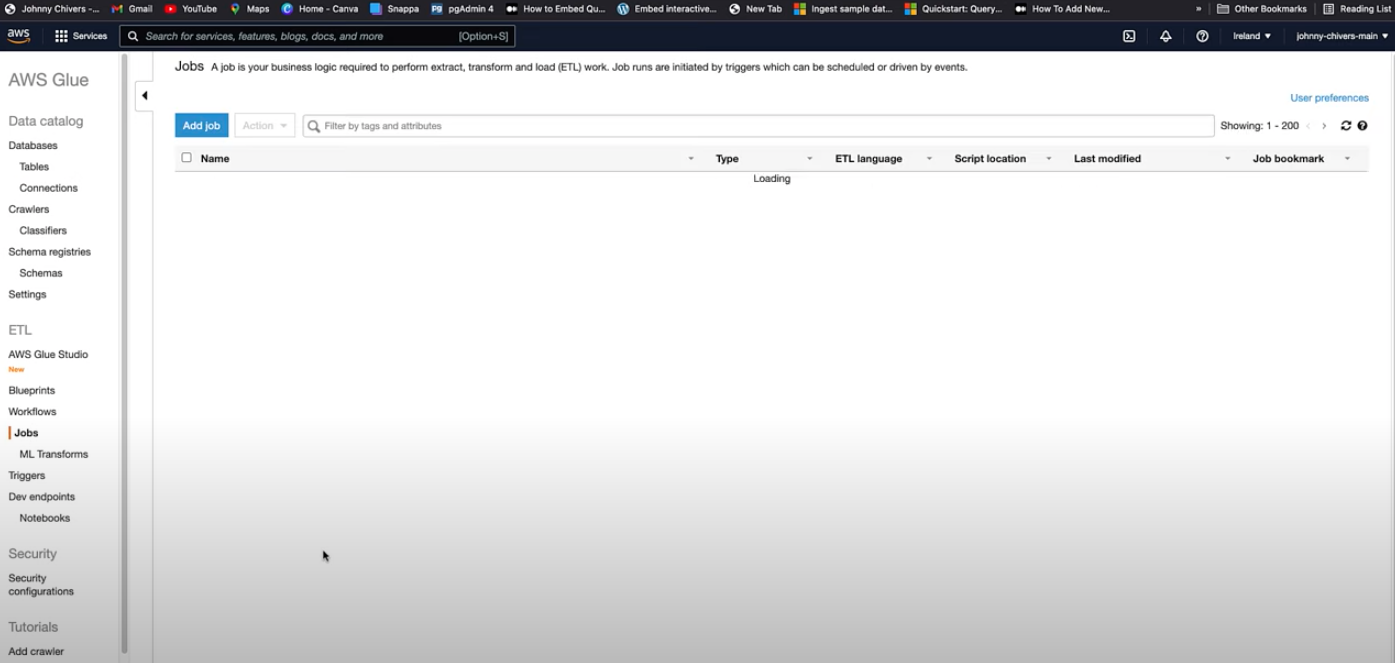 Johnny Chivers -... Gmail YouTube Maps Home - Canva Snappa pgAdmin 4 How to Embed Qu... Embed interactive... New Tab Ingest sample dat... Quickstart: Query... How To Add New... » Other Bookmarks Reading List
aws Services Search for services, features, blogs, docs, and more [Option+S] Ireland johnny-chivers-main
AWS Glue
Data catalog
Databases
Tables
Connections
Crawlers
Classifiers
Schema registries
Schemas
Settings
ETL
AWS Glue Studio
New
Blueprints
Workflows
Jobs
ML Transforms
Triggers
Dev endpoints
Notebooks
Security
Security
configurations
Tutorials
Add crawler
Jobs A job is your business logic required to perform extract, transform and load (ETL) work. Job runs are initiated by triggers which can be scheduled or driven by events.
User preferences
Add job Action Filter by tags and attributes Showing: 1 - 200
Name Type ETL language Script location Last modified Job bookmark
Loading